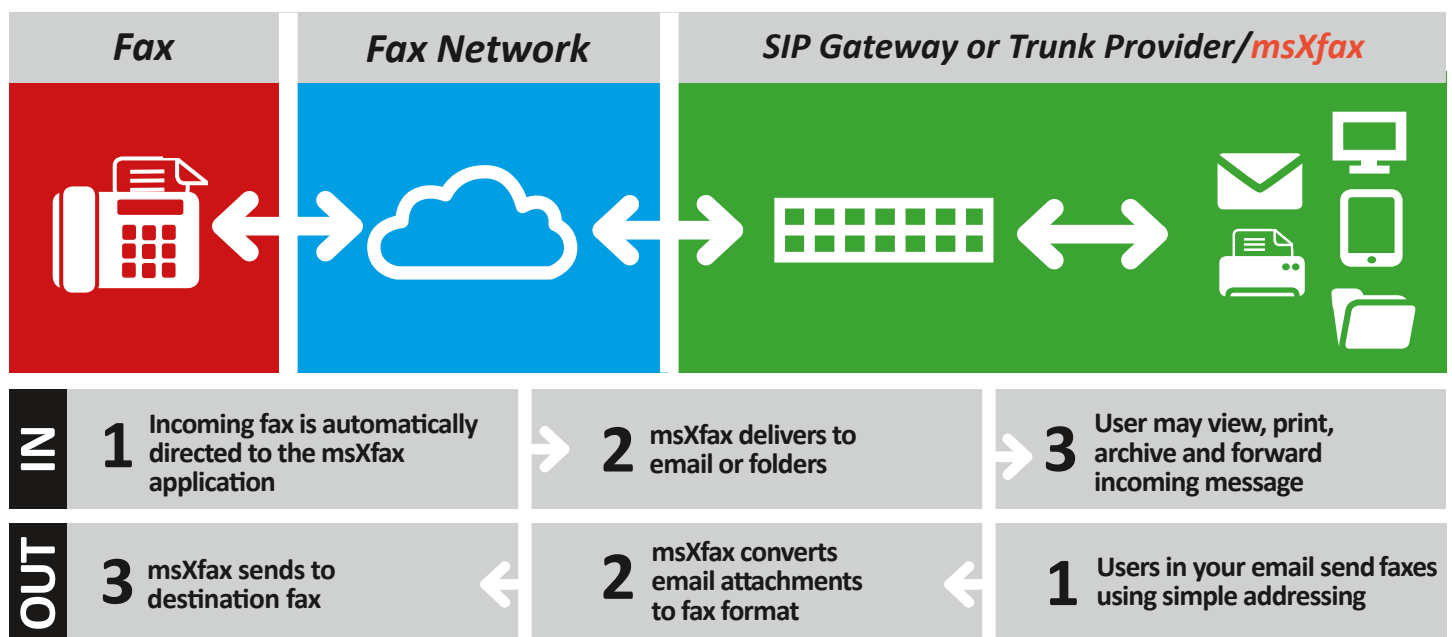 Fax
Fax Network
SIP Gateway or Trunk Provider/msXfax
IN
1
Incoming fax is automatically
directed to the msXfax
application
2
msXfax delivers to
email or folders
3
User may view, print,
archive and forward
incoming message
OUT
3
msXfax sends to
destination fax
2
msXfax converts
email attachments
to fax format
1
Users in your email send faxes
using simple addressing